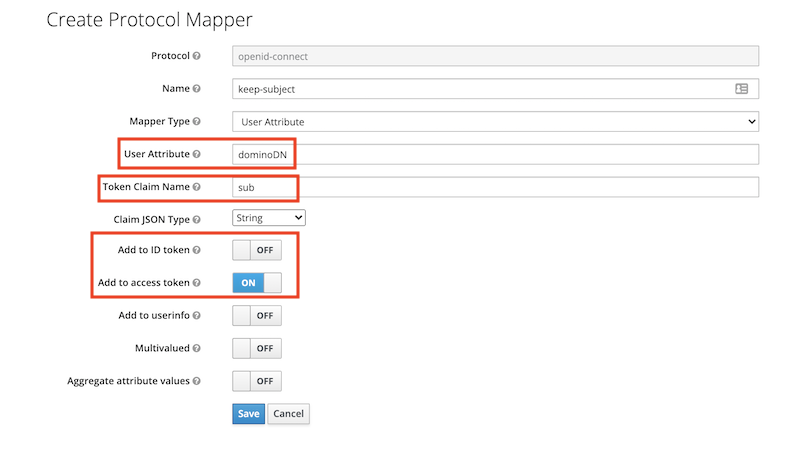 Create Protocol Mapper
Protocol openid-connect
Name keep-subject
Mapper Type User Attribute
User Attribute dominoDN
Token Claim Name sub
Claim JSON Type String
Add to ID token OFF
Add to access token ON
Add to userinfo OFF
Multivalued OFF
Aggregate attribute values OFF
Save Cancel